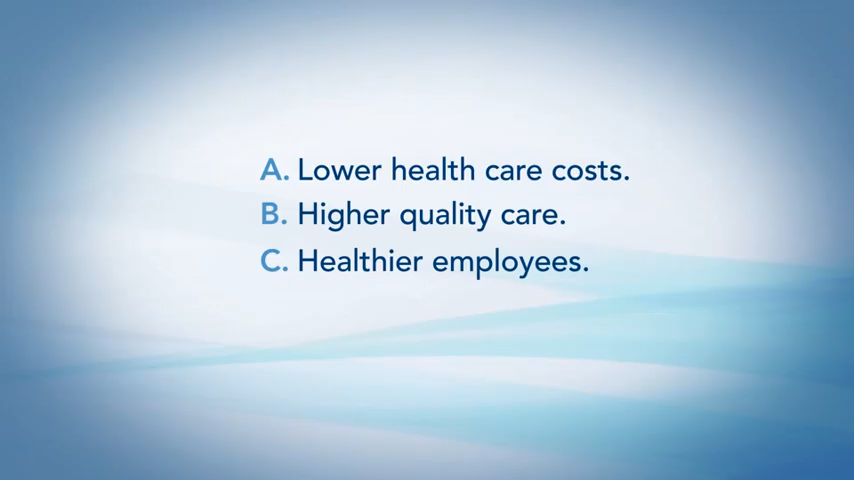 A. Lower health care costs.
B. Higher quality care.
C. Healthier employees.